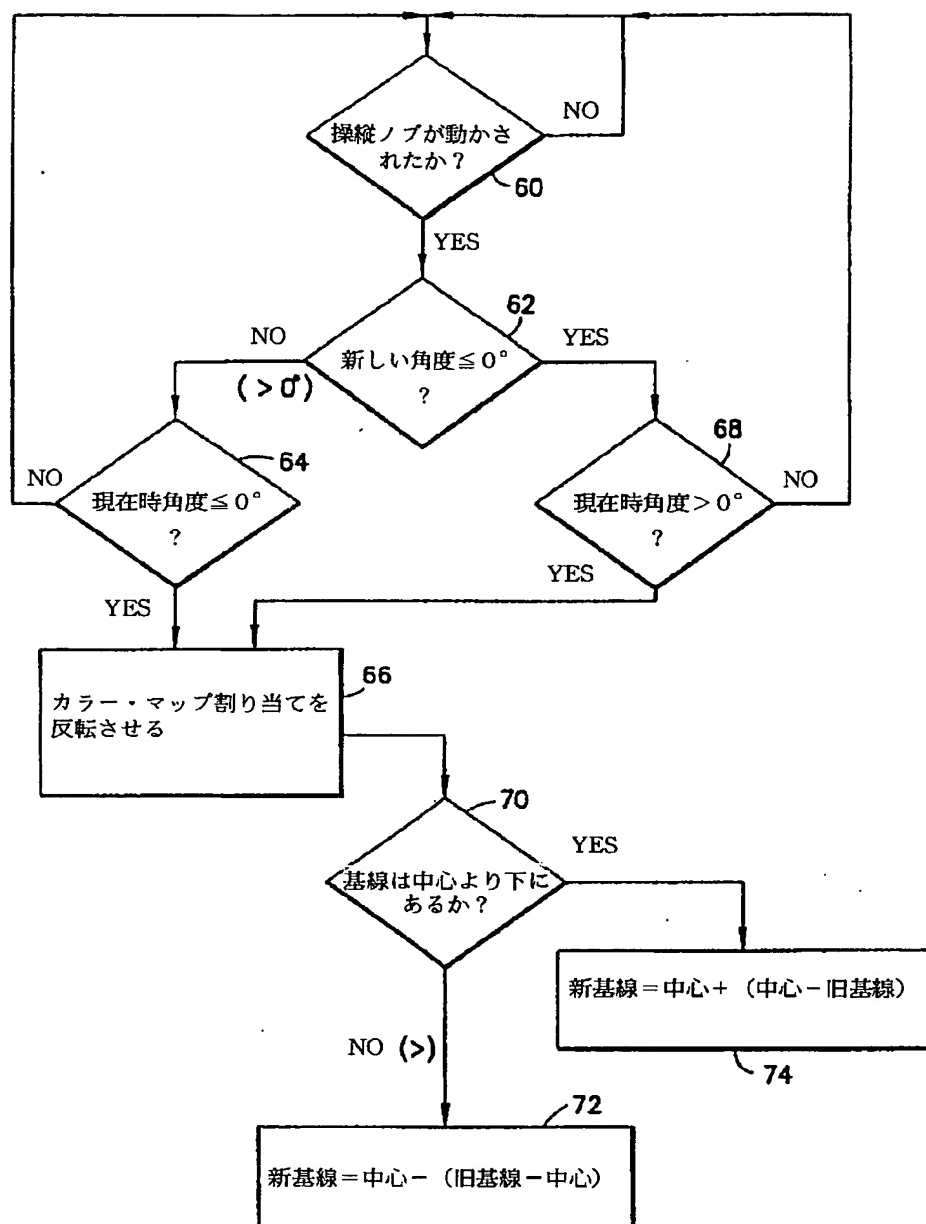 NO
操縦ノブが動かさ
れたか？
60
YES
62
NO
YES
新しい角度≦0°
？
(＞0°)
64
68
NO
NO
現在時角度≦0°
？
現在時角度＞0°
？
YES
YES
66
カラー・マップ割り当てを
反転させる
70
YES
基線は中心より下に
あるか？
新基線＝中心＋（中心－旧基線）
NO (>)
74
72
新基線＝中心－（旧基線－中心）